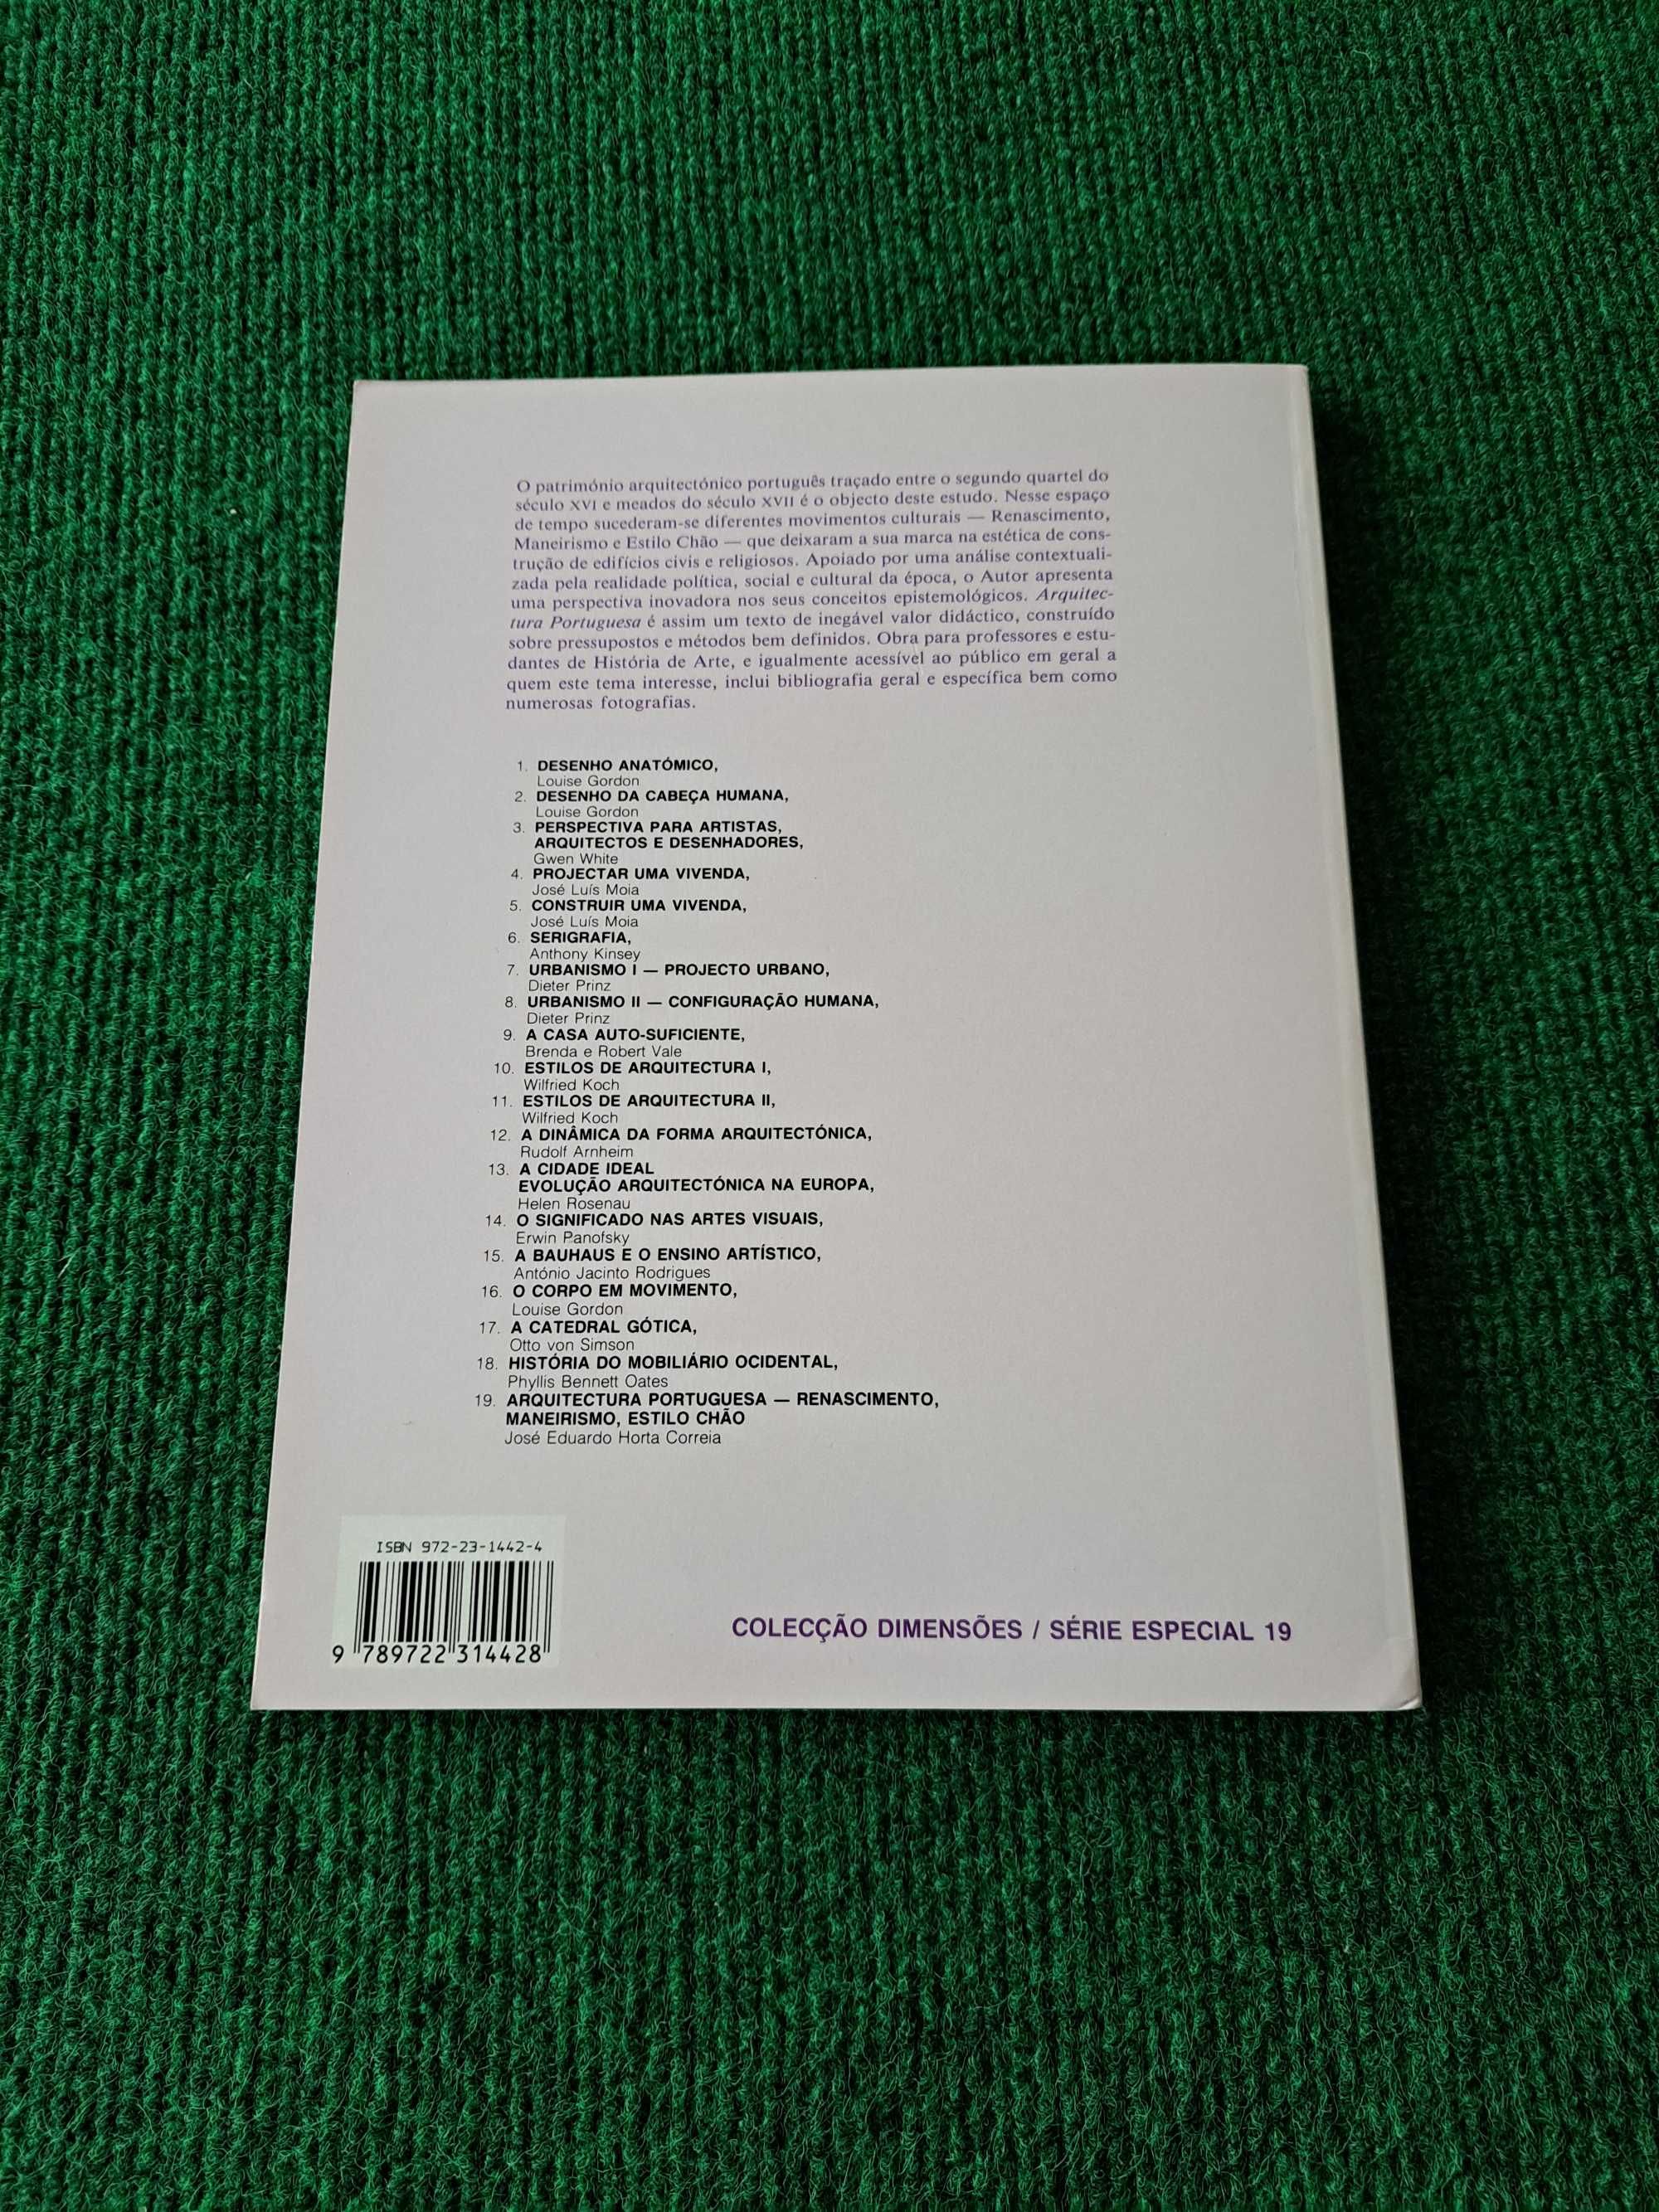 O património arquitectónico português traçado entre o segundo quartel do
século XVI e meados do século XVII é o objecto deste estudo. Nesse espaço
de tempo sucederam-se diferentes movimentos culturais — Renascimento,
Maneirismo e Estilo Chão — que deixaram a sua marca na estética de cons-
trução de edifícios civis e religiosos. Apoiado por uma análise contextuali-
zada pela realidade política, social e cultural da época, o Autor apresenta
uma perspectiva inovadora nos seus conceitos epistemológicos. Arquitec-
tura Portuguesa é assim um texto de inegável valor didáctico, construído
sobre pressupostos e métodos bem definidos. Obra para professores e estu-
dantes de História de Arte, e igualmente acessível ao público em geral a
quem este tema interesse, inclui bibliografia geral e específica bem como
numerosas fotografias.
1. DESENHO ANATÓMICO,
Louise Gordon
2. DESENHO DA CABEÇA HUMANA,
Louise Gordon
3. PERSPECTIVA PARA ARTISTAS,
ARQUITECTOS E DESENHADORES,
Gwen White
4. PROJECTAR UMA VIVENDA,
José Luís Moia
5. CONSTRUIR UMA VIVENDA,
José Luís Moia
6. SERIGRAFIA,
Anthony Kinsey
7. URBANISMO I — PROJECTO URBANO,
Dieter Prinz
8. URBANISMO II — CONFIGURAÇÃO HUMANA,
Dieter Prinz
9. A CASA AUTO-SUFICIENTE,
Brenda e Robert Vale
10. ESTILOS DE ARQUITECTURA I,
Wilfried Koch
11. ESTILOS DE ARQUITECTURA II,
Wilfried Koch
12. A DINÂMICA DA FORMA ARQUITECTÓNICA,
Rudolf Arnheim
13. A CIDADE IDEAL
EVOLUÇÃO ARQUITECTÓNICA NA EUROPA,
Helen Rosenau
14. O SIGNIFICADO NAS ARTES VISUAIS,
Erwin Panofsky
15. A BAUHAUS E O ENSINO ARTÍSTICO,
António Jacinto Rodrigues
16. O CORPO EM MOVIMENTO,
Louise Gordon
17. A CATEDRAL GÓTICA,
Otto von Simson
18. HISTÓRIA DO MOBILIÁRIO OCIDENTAL,
Phyllis Bennett Oates
19. ARQUITECTURA PORTUGUESA — RENASCIMENTO,
MANEIRISMO, ESTILO CHÃO
José Eduardo Horta Correia
ISBN 972-23-1442-4
9 789722 314428
COLECÇÃO DIMENSÕES / SÉRIE ESPECIAL 19